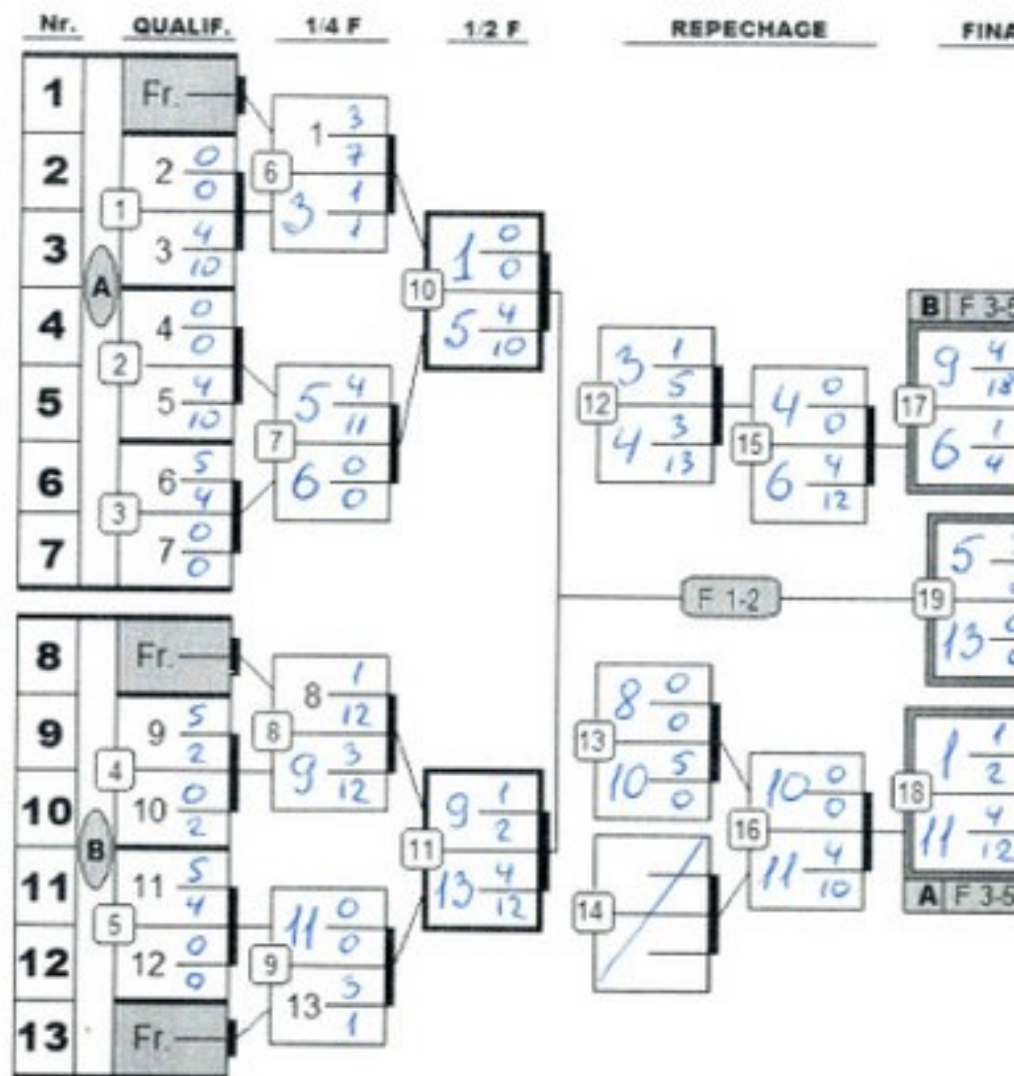 Nr. QUALIF. 1/4 F 1/2 F REPECHAGE FINA
1 Fr.
2 2 0 0
3 3 4 10
4 4 0 0
5 5 4 10
6 6 5 4
7 7 0 0
8 Fr.
9 9 5 2
10 10 0 2
11 11 5 4
12 12 0 0
13 Fr.
A
B
1
2
3
4
5
6
1 3 7
3 1 1
7
5 4 11
6 0 0
8
8 1 12
9 3 12
9
11 0 0
13 1
10
1 0 0
5 4 10
11
9 1 2
13 4 12
12
3 1 5
4 3 13
13
8 0 0
10 5 0
14
15
4 0 0
6 4 12
16
10 0 0
11 4 10
F 1-2
B F 3-5
17
9 4
6 1 4
19
5
13
18
1 1 2
11 4 12
A F 3-5